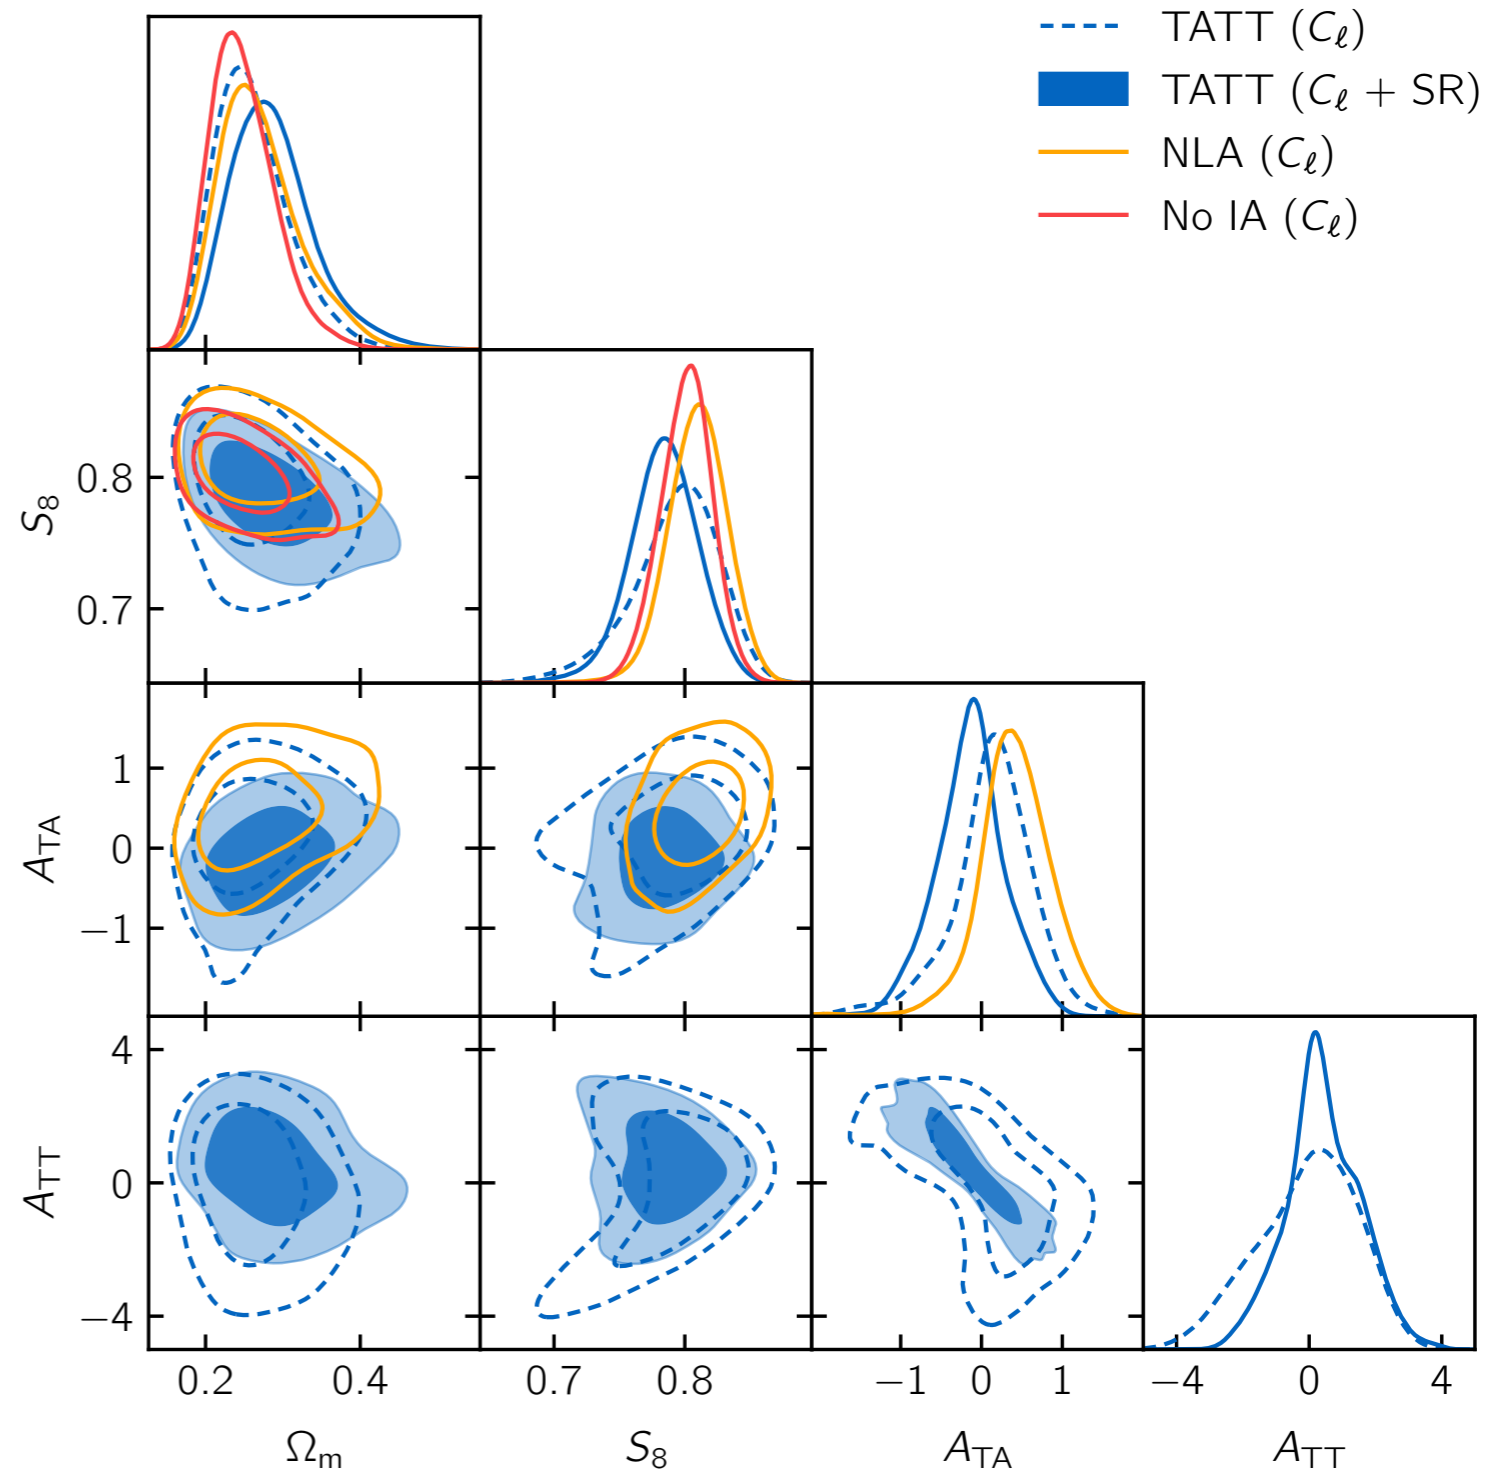 TATT (Cℓ)
TATT (Cℓ + SR)
NLA (Cℓ)
No IA (Cℓ)
S8
0.8
0.7
ATA
1
0
−1
ATT
4
0
−4
0.2 0.4 0.7 0.8 −1 0 1 −4 0 4
Ωm S8 ATA ATT